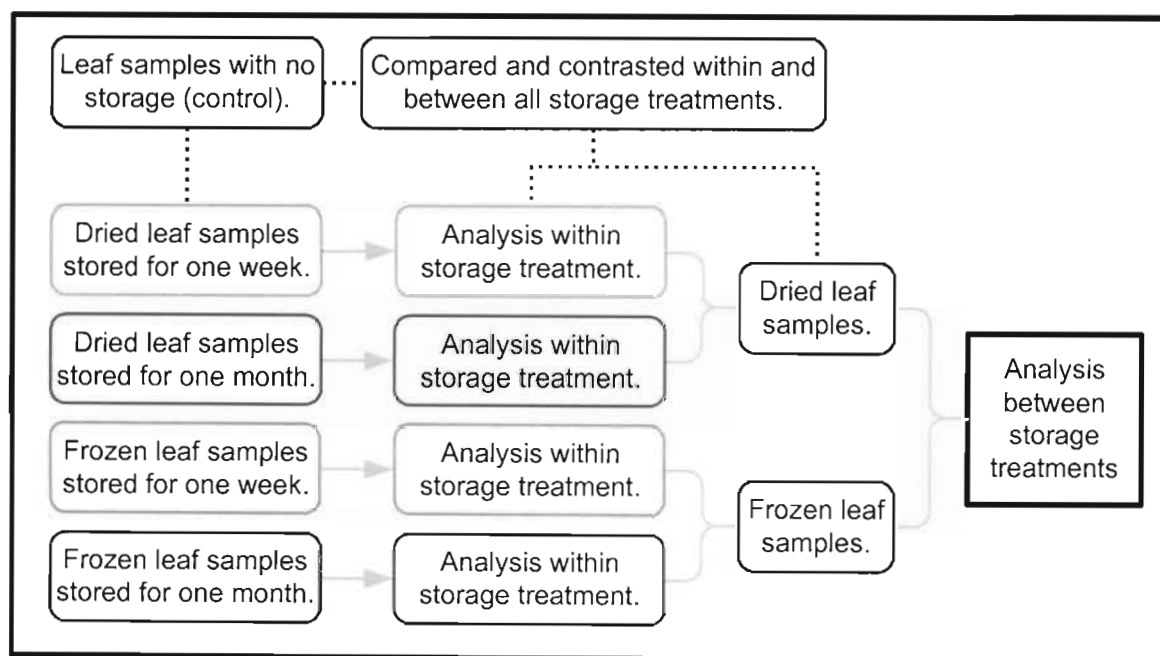 Leaf samples with no
storage (control).
Compared and contrasted within and
between all storage treatments.
Dried leaf samples
stored for one week.
Analysis within
storage treatment.
Dried leaf samples
stored for one month.
Analysis within
storage treatment.
Dried leaf
samples.
Frozen leaf samples
stored for one week.
Analysis within
storage treatment.
Frozen leaf samples
stored for one month.
Analysis within
storage treatment.
Frozen leaf
samples.
Analysis
between
storage
treatments